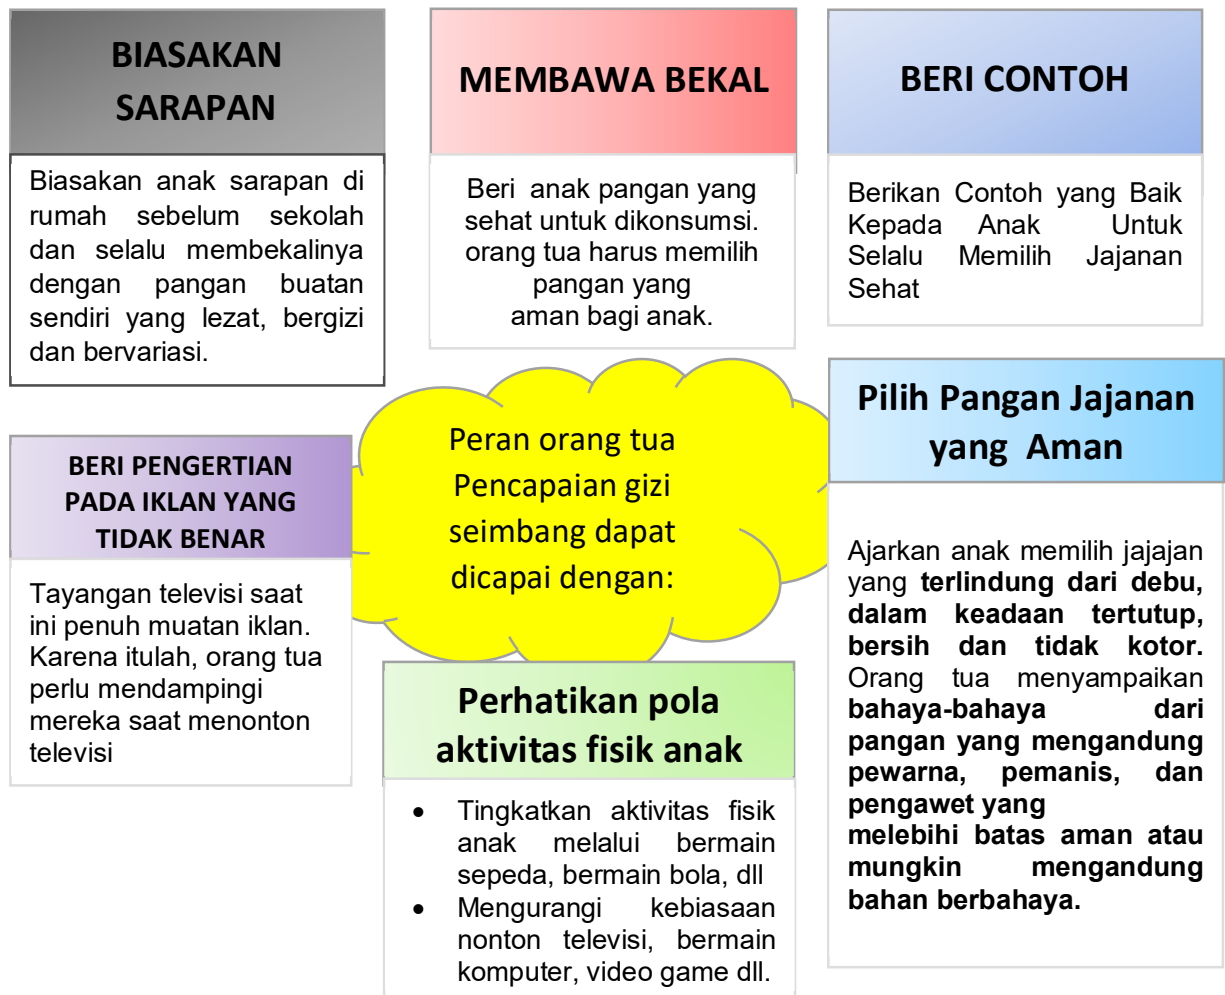 BIASAKAN
SARAPAN
Biasakan anak sarapan di
rumah sebelum sekolah
dan selalu membekalinya
dengan pangan buatan
sendiri yang lezat, bergizi
dan bervariasi.
MEMBAWA BEKAL
Beri anak pangan yang
sehat untuk dikonsumsi.
orang tua harus memilih
pangan yang
aman bagi anak.
BERI CONTOH
Berikan Contoh yang Baik
Kepada Anak Untuk
Selalu Memilih Jajanan
Sehat
Peran orang tua
Pencapaian gizi
seimbang dapat
dicapai dengan:
BERI PENGERTIAN
PADA IKLAN YANG
TIDAK BENAR
Tayangan televisi saat
ini penuh muatan iklan.
Karena itulah, orang tua
perlu mendampingi
mereka saat menonton
televisi
Perhatikan pola
aktivitas fisik anak
• Tingkatkan aktivitas fisik
anak melalui bermain
sepeda, bermain bola, dll
• Mengurangi kebiasaan
nonton televisi, bermain
komputer, video game dll.
Pilih Pangan Jajanan
yang Aman
Ajarkan anak memilih jajajan
yang terlindung dari debu,
dalam keadaan tertutup,
bersih dan tidak kotor.
Orang tua menyampaikan
bahaya-bahaya dari
pangan yang mengandung
pewarna, pemanis, dan
pengawet yang
melebihi batas aman atau
mungkin mengandung
bahan berbahaya.